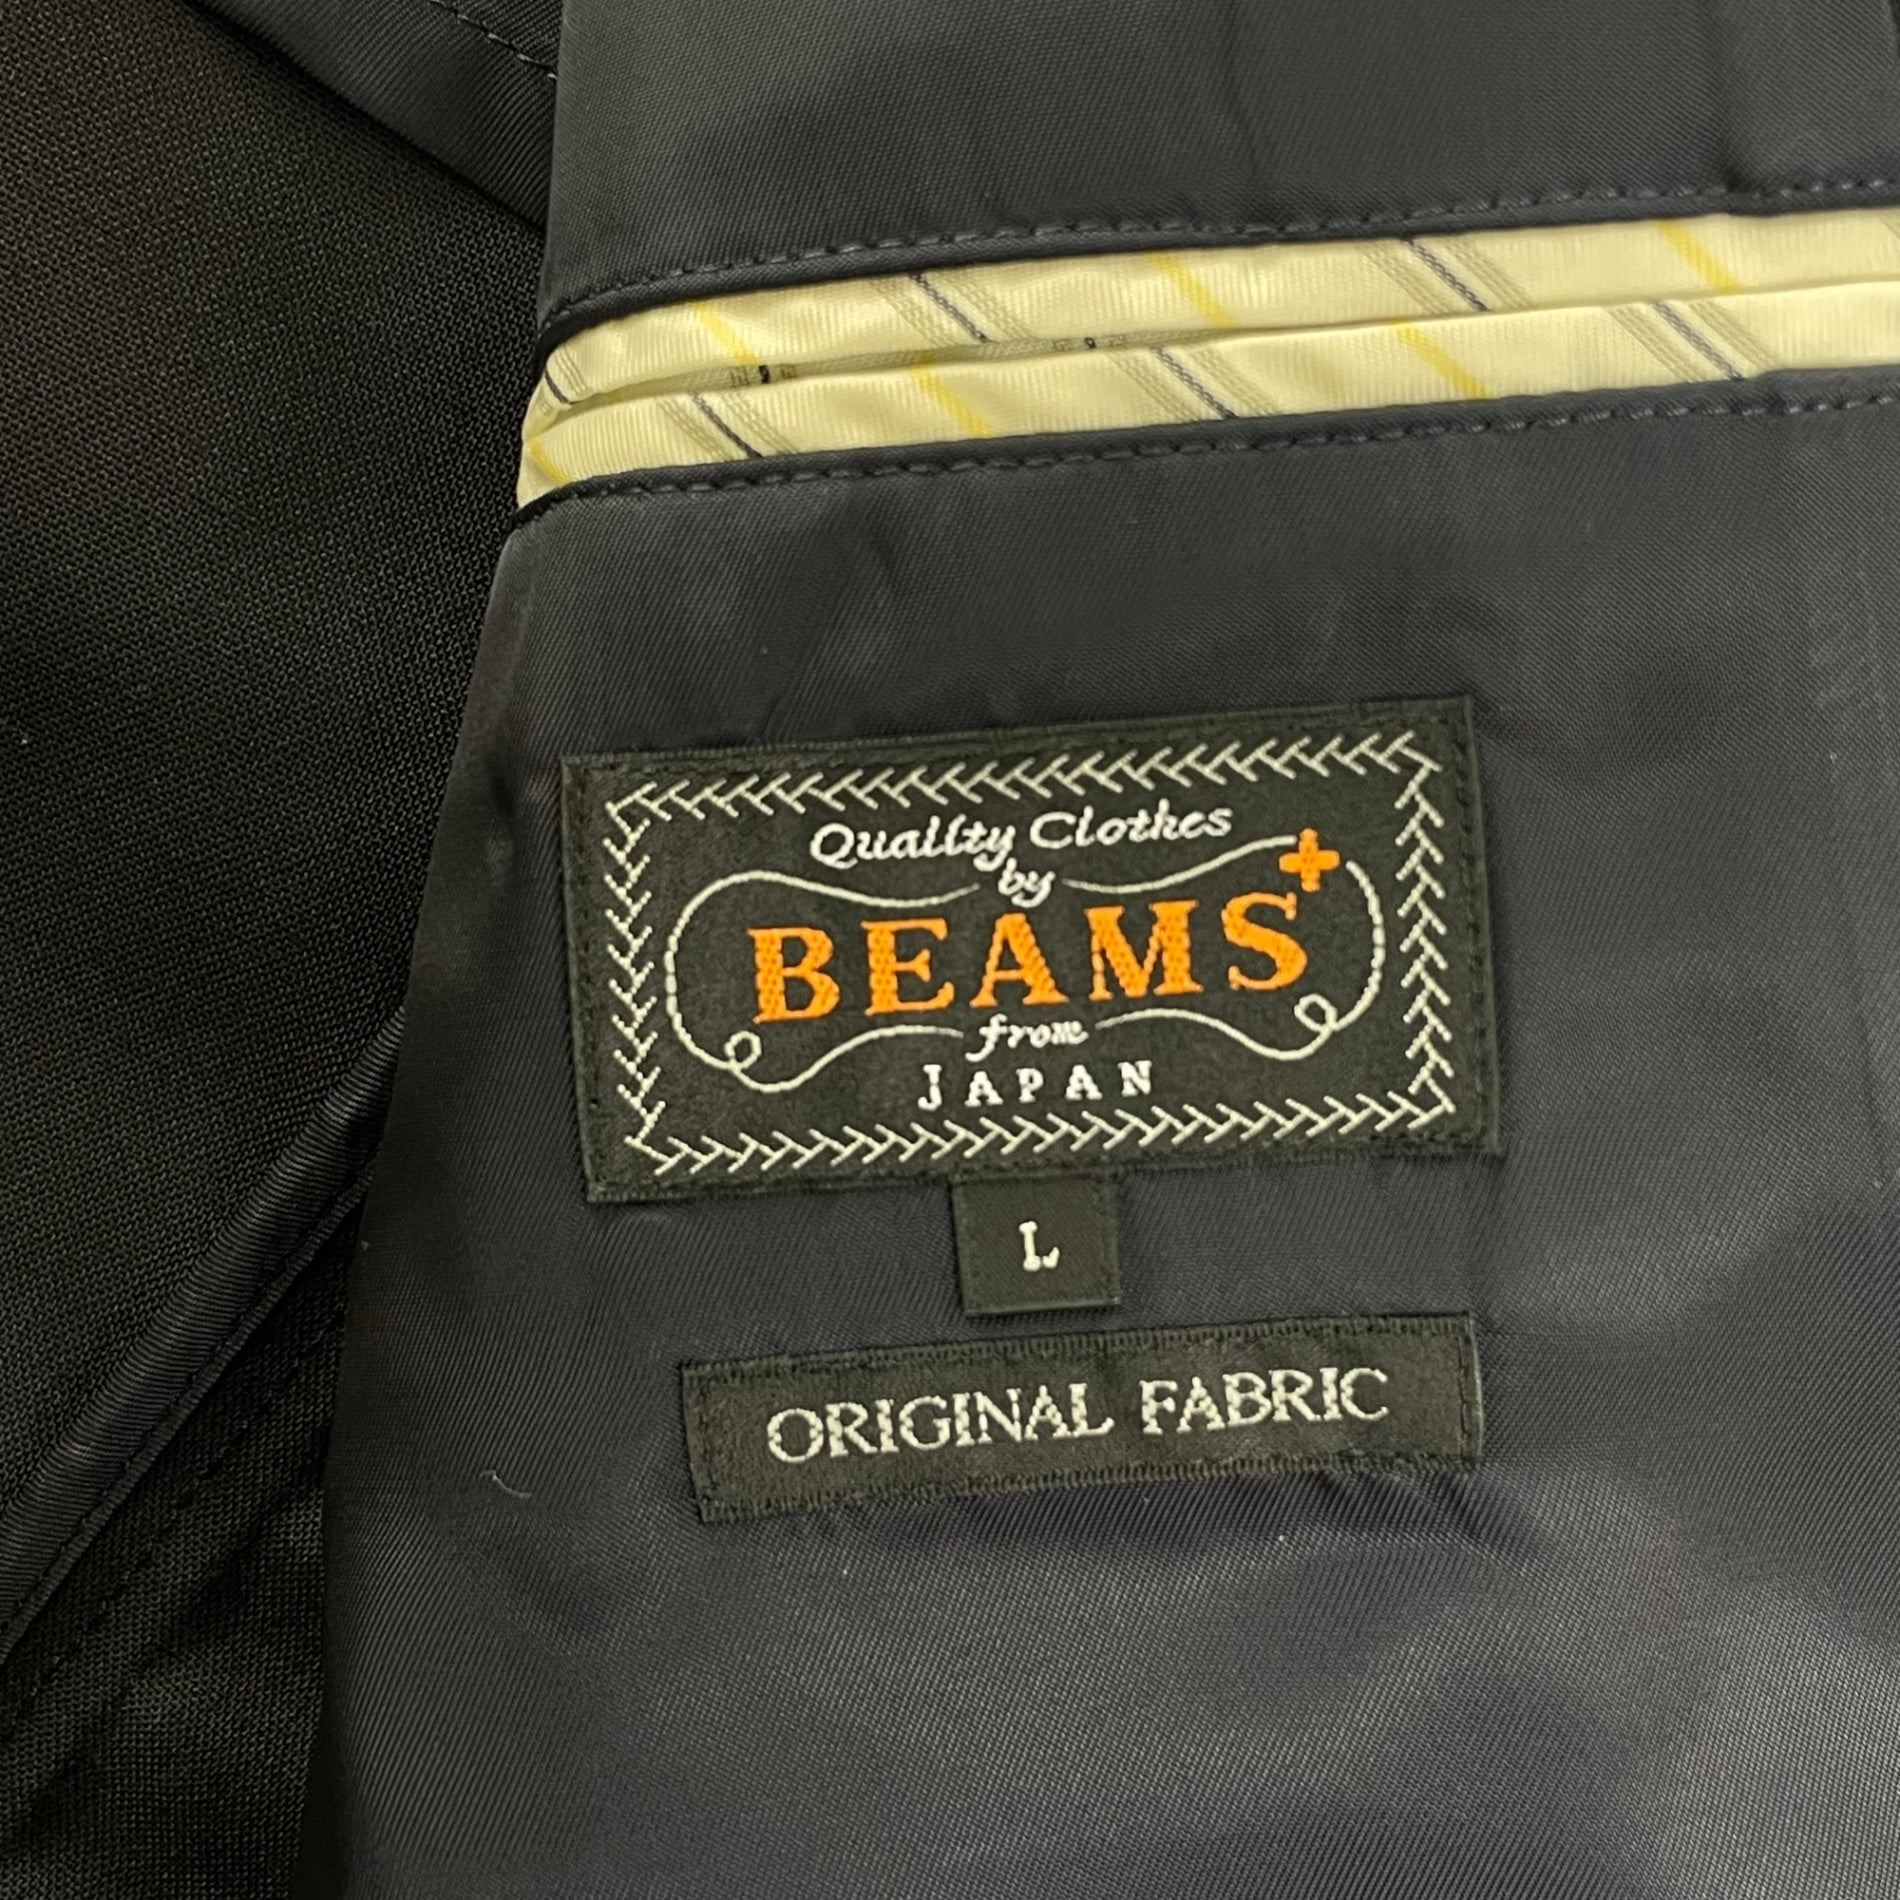 Quality Clothes
by
BEAMS+
from
JAPAN
L
ORIGINAL FABRIC